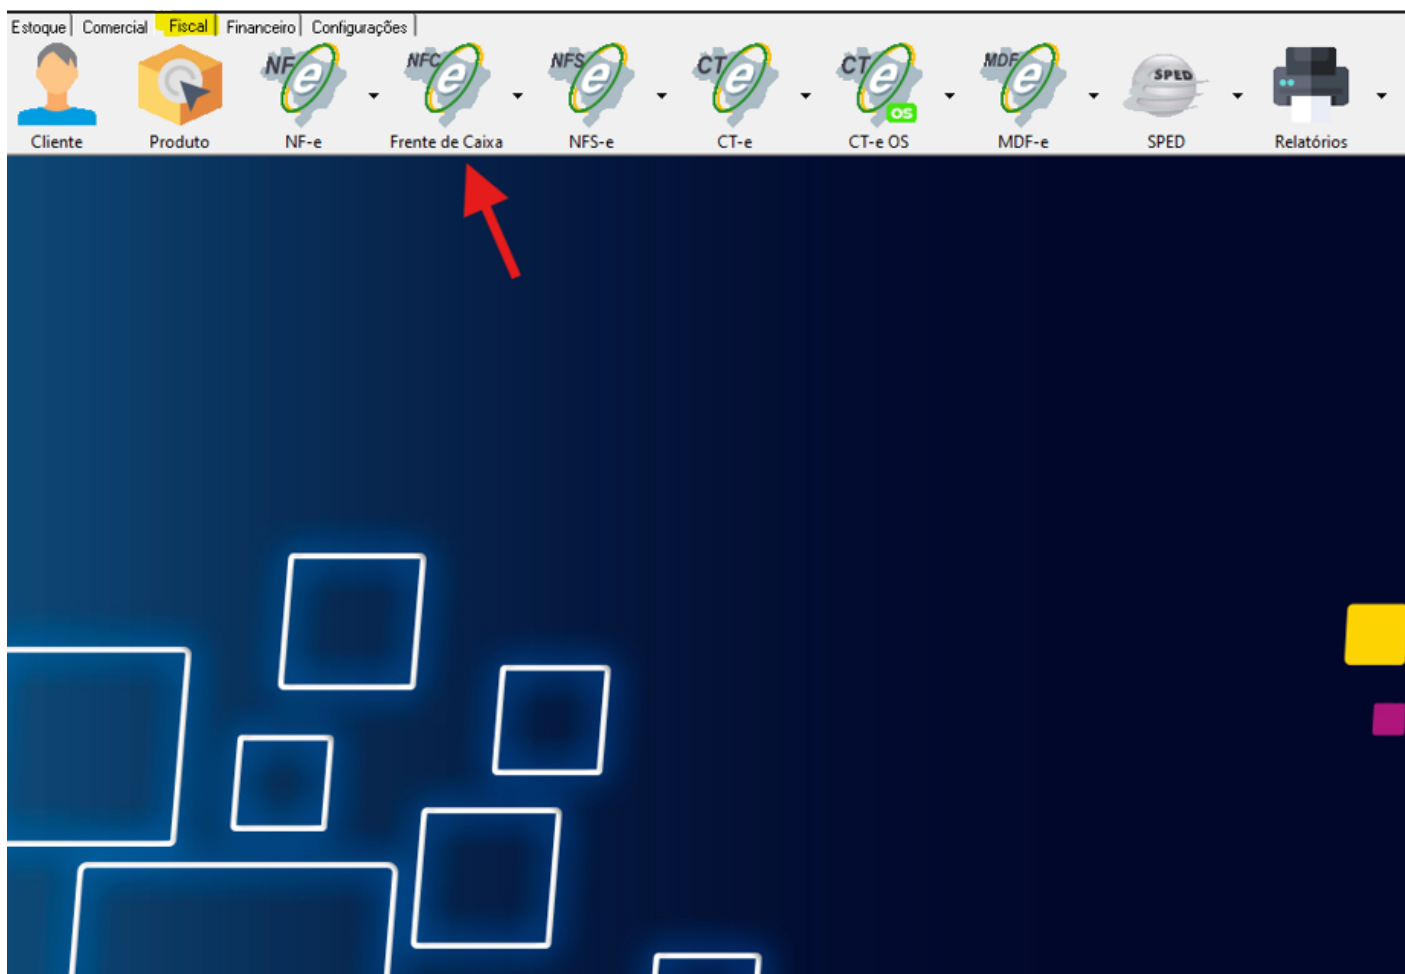 Estoque Comercial Fiscal Financeiro Configurações
NF e NFC e NFS e CT e CT e os MDF e SPED
Cliente Produto NF-e Frente de Caixa NFS-e CT-e CT-e OS MDF-e SPED Relatórios